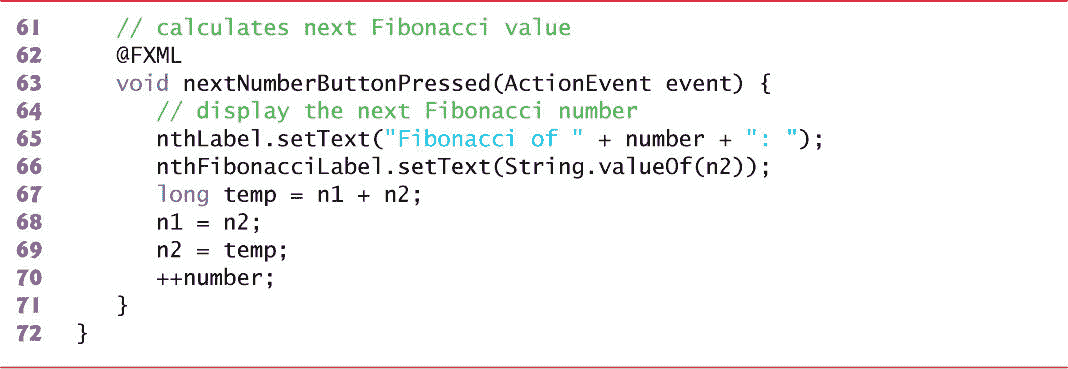 61 // calculates next Fibonacci value
62 @FXML
63 void nextNumberButtonPressed(ActionEvent event) {
64 // display the next Fibonacci number
65 nthLabel.setText("Fibonacci of " + number + ": ");
66 nthFibonacciLabel.setText(String.valueOf(n2));
67 long temp = n1 + n2;
68 n1 = n2;
69 n2 = temp;
70 ++number;
71 }
72 }